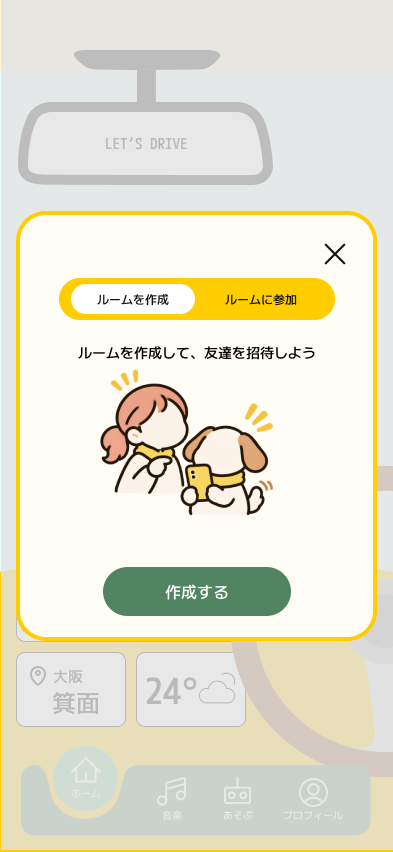 LET'S DRIVE
ルームを作成
ルームに参加
ルームを作成して、友達を招待しよう
作成する
大阪
箕面
24°
ホーム
音楽
あそぶ
プロフィール